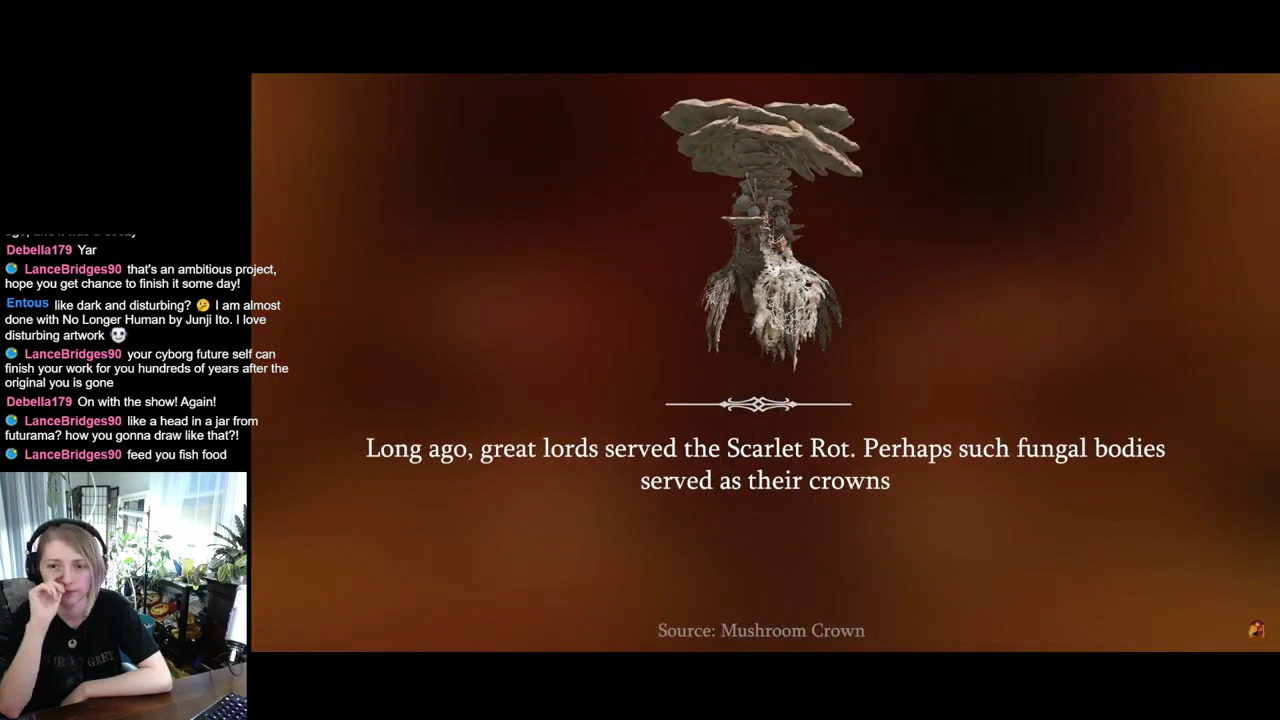 Debella179 Yar
LanceBridges90 that's an ambitious project,
hope you get chance to finish it some day!
Entous like dark and disturbing? 🤔 I am almost
done with No Longer Human by Junji Ito. I love
disturbing artwork
LanceBridges90 your cyborg future self can
finish your work for you hundreds of years after the
original you is gone
Debella179 On with the show! Again!
LanceBridges90 like a head in a jar from
futurama? how you gonna draw like that?!
LanceBridges90 feed you fish food
Long ago, great lords served the Scarlet Rot. Perhaps such fungal bodies
served as their crowns
Source: Mushroom Crown